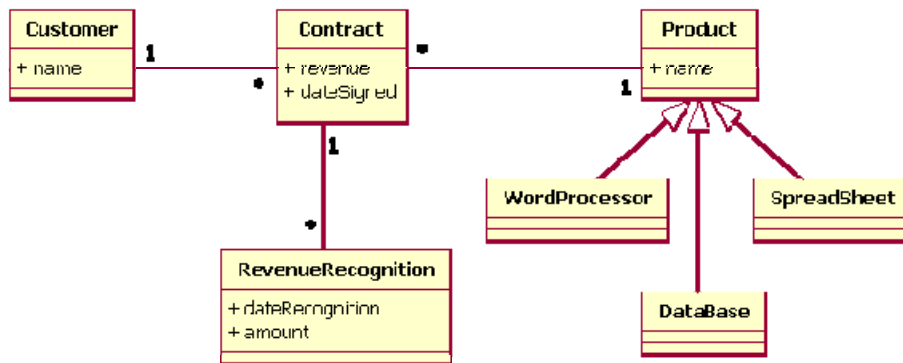 Customer
+ name
1
*
Contract
+ revenue
+ dateSigned
*
1
Product
+ name
1
*
RevenueRecognition
+ dateRecognition
+ amount
WordProcessor
SpreadSheet
DataBase